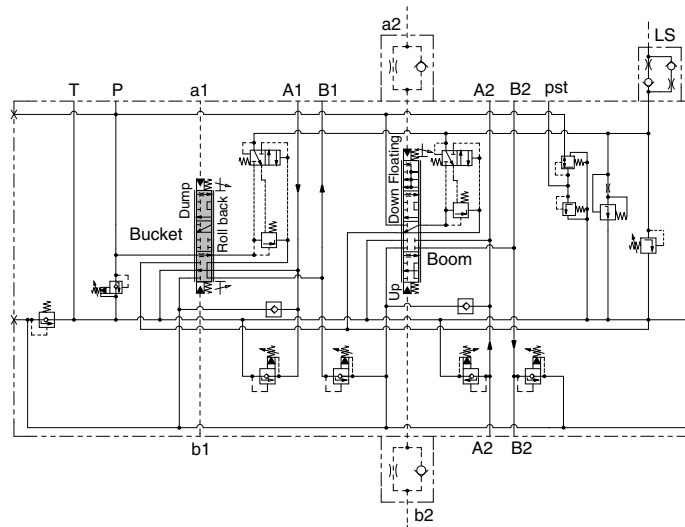 a2
LS
T P a1 A1 B1 A2 B2 pst
Dump
Bucket
Roll back
Down Floating
Boom
Up
b1
A2 B2
b2